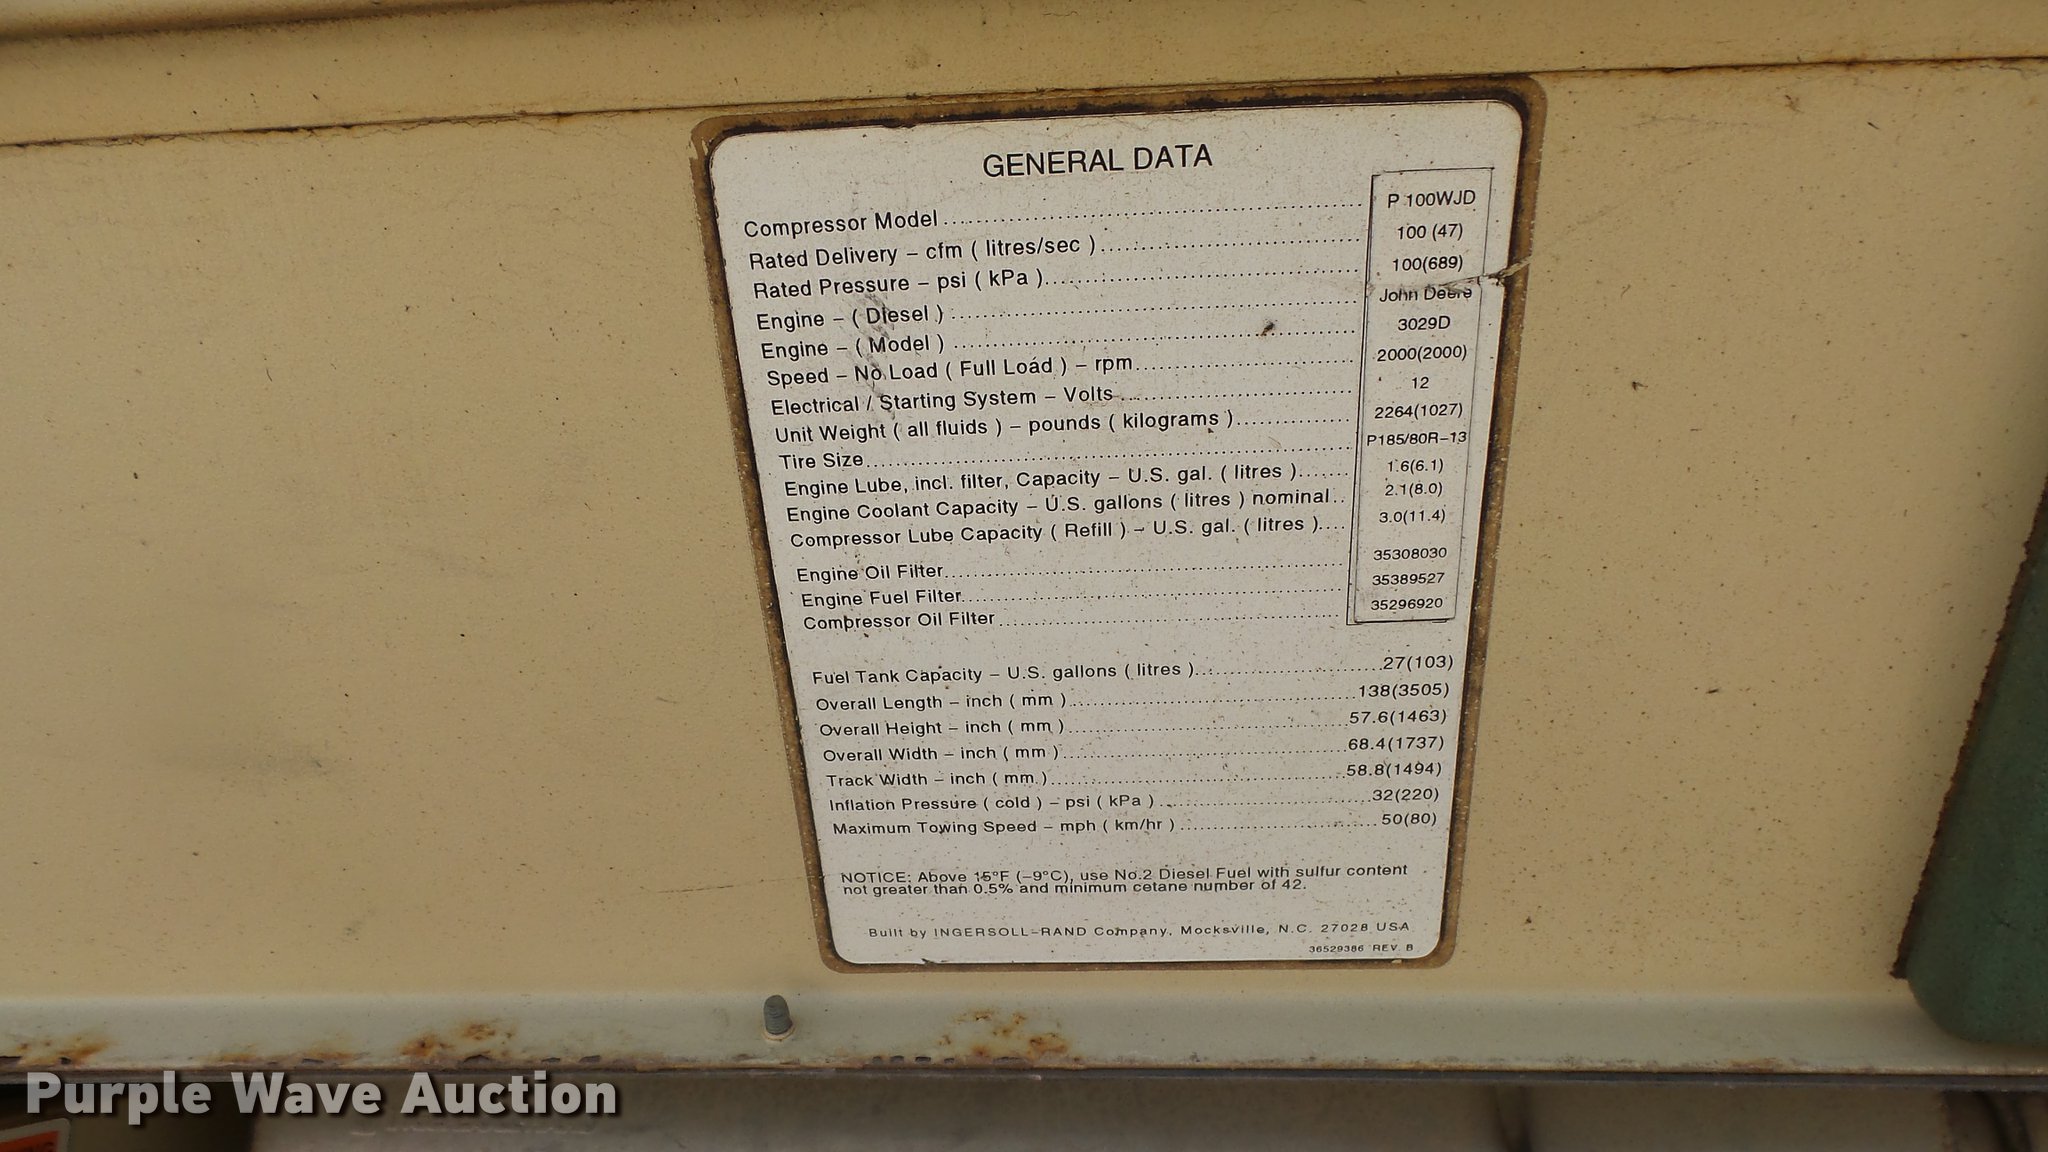 GENERAL DATA
Compressor Model ........ P 100WJD
Rated Delivery – cfm ( litres/sec ) ........ 100 (47)
Rated Pressure – psi ( kPa ) ........ 100(689)
Engine – ( Diesel ) ........ John Deere
Engine – ( Model ) ........ 3029D
Speed – No Load ( Full Load ) – rpm ........ 2000(2000)
Electrical / Starting System – Volts ........ 12
Unit Weight ( all fluids ) – pounds ( kilograms ) ........ 2264(1027)
Tire Size ........ P185/80R–13
Engine Lube, incl. filter, Capacity – U.S. gal. ( litres ) ........ 1.6(6.1)
Engine Coolant Capacity – U.S. gallons ( litres ) nominal .. 2.1(8.0)
Compressor Lube Capacity ( Refill ) – U.S. gal. ( litres ) .... 3.0(11.4)
Engine Oil Filter ........ 35308030
Engine Fuel Filter ........ 35389527
Compressor Oil Filter ........ 35296920
Fuel Tank Capacity – U.S. gallons ( litres ) ........ 27(103)
Overall Length – inch ( mm ) ........ 138(3505)
Overall Height – inch ( mm ) ........ 57.6(1463)
Overall Width – inch ( mm ) ........ 68.4(1737)
Track Width – inch ( mm ) ........ 58.8(1494)
Inflation Pressure ( cold ) – psi ( kPa ) ........ 32(220)
Maximum Towing Speed – mph ( km/hr ) ........ 50(80)
NOTICE: Above 15°F (–9°C), use No.2 Diesel Fuel with sulfur content
not greater than 0.5% and minimum cetane number of 42.
Built by INGERSOLL–RAND Company, Mocksville, N.C. 27028 USA
36529386 REV. B
Purple Wave Auction